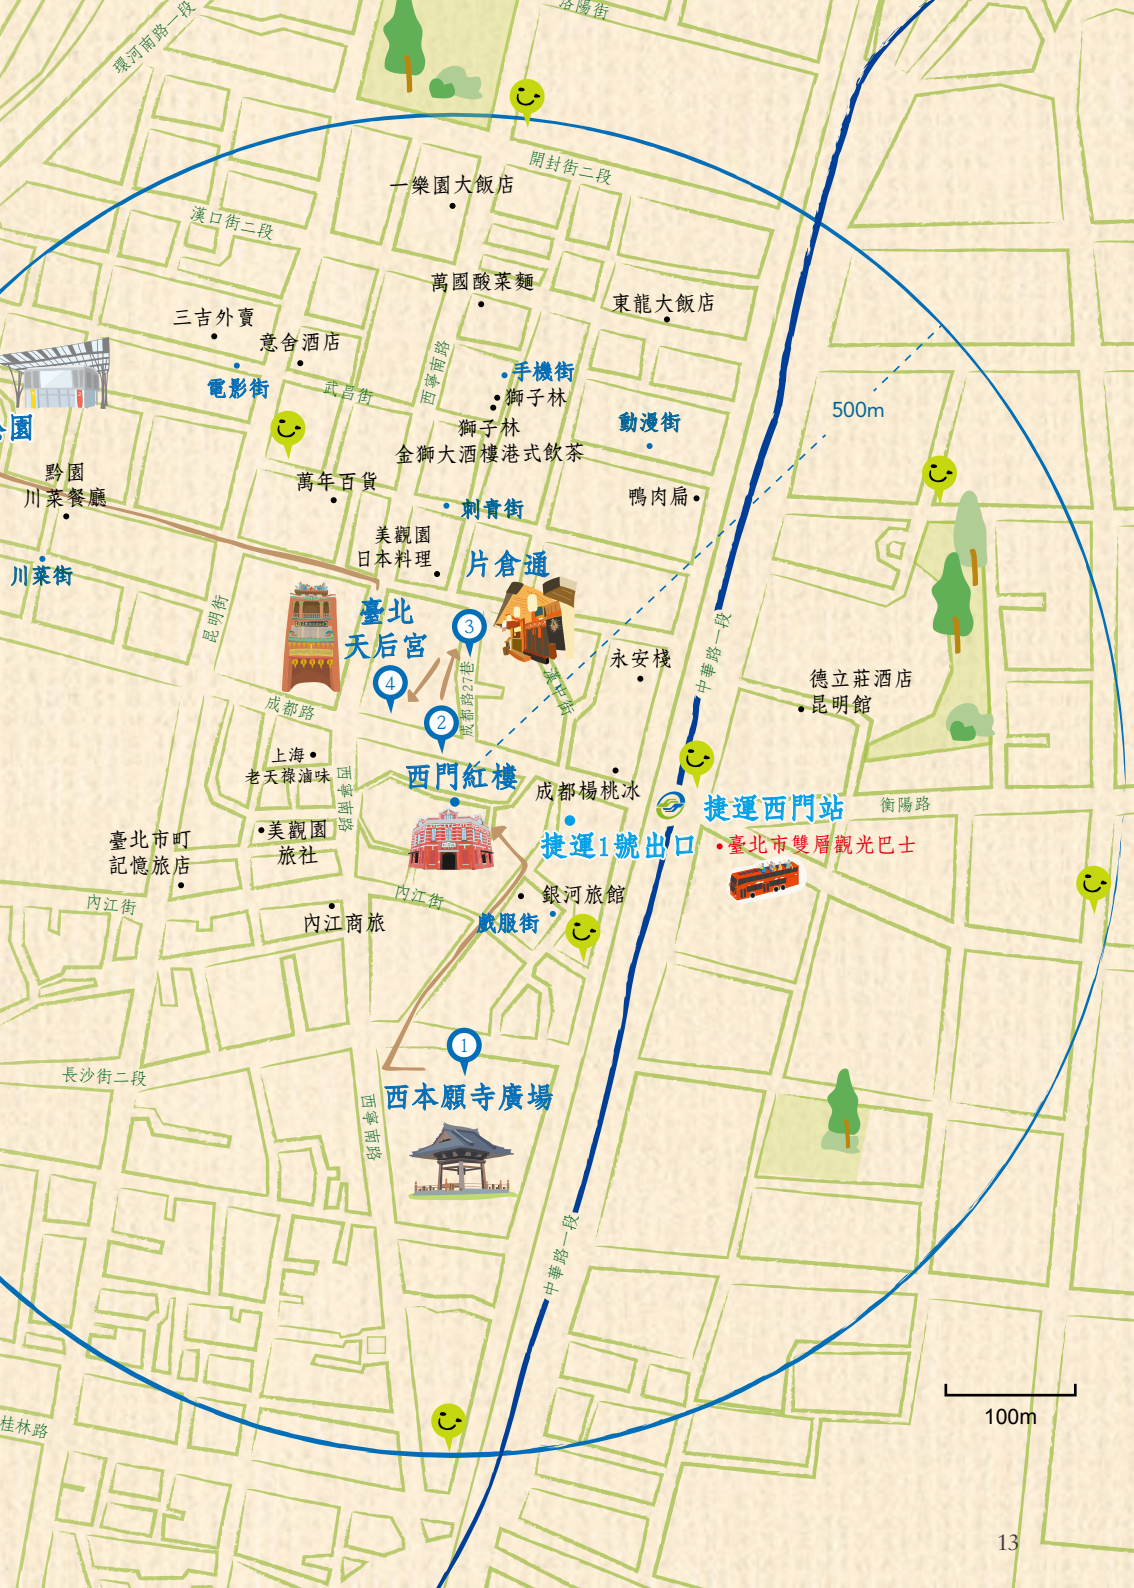 環河南路一段
洛陽街
開封街二段
一樂園大飯店
漢口街二段
萬國酸菜麵
三吉外賣
東龍大飯店
意舍酒店
西寧南路
手機街
電影街
武昌街
獅子林
500m
獅子林
金獅大酒樓港式飲茶
動漫街
公園
黔園
川菜餐廳
萬年百貨
鴨肉扁
刺青街
美觀園
日本料理
片倉通
川菜街
昆明街
臺北
天后宮
3
中華路一段
永安棧
4
成都路27巷
漢中街
德立莊酒店
昆明館
成都路
2
上海
老天祿滷味
西寧南路
西門紅樓
成都楊桃冰
捷運西門站
衡陽路
臺北市町
記憶旅店
美觀園
旅社
捷運1號出口
臺北市雙層觀光巴士
內江街
內江街
銀河旅館
內江商旅
戲服街
1
長沙街二段
西本願寺廣場
西寧南路
中華路一段
桂林路
100m
13